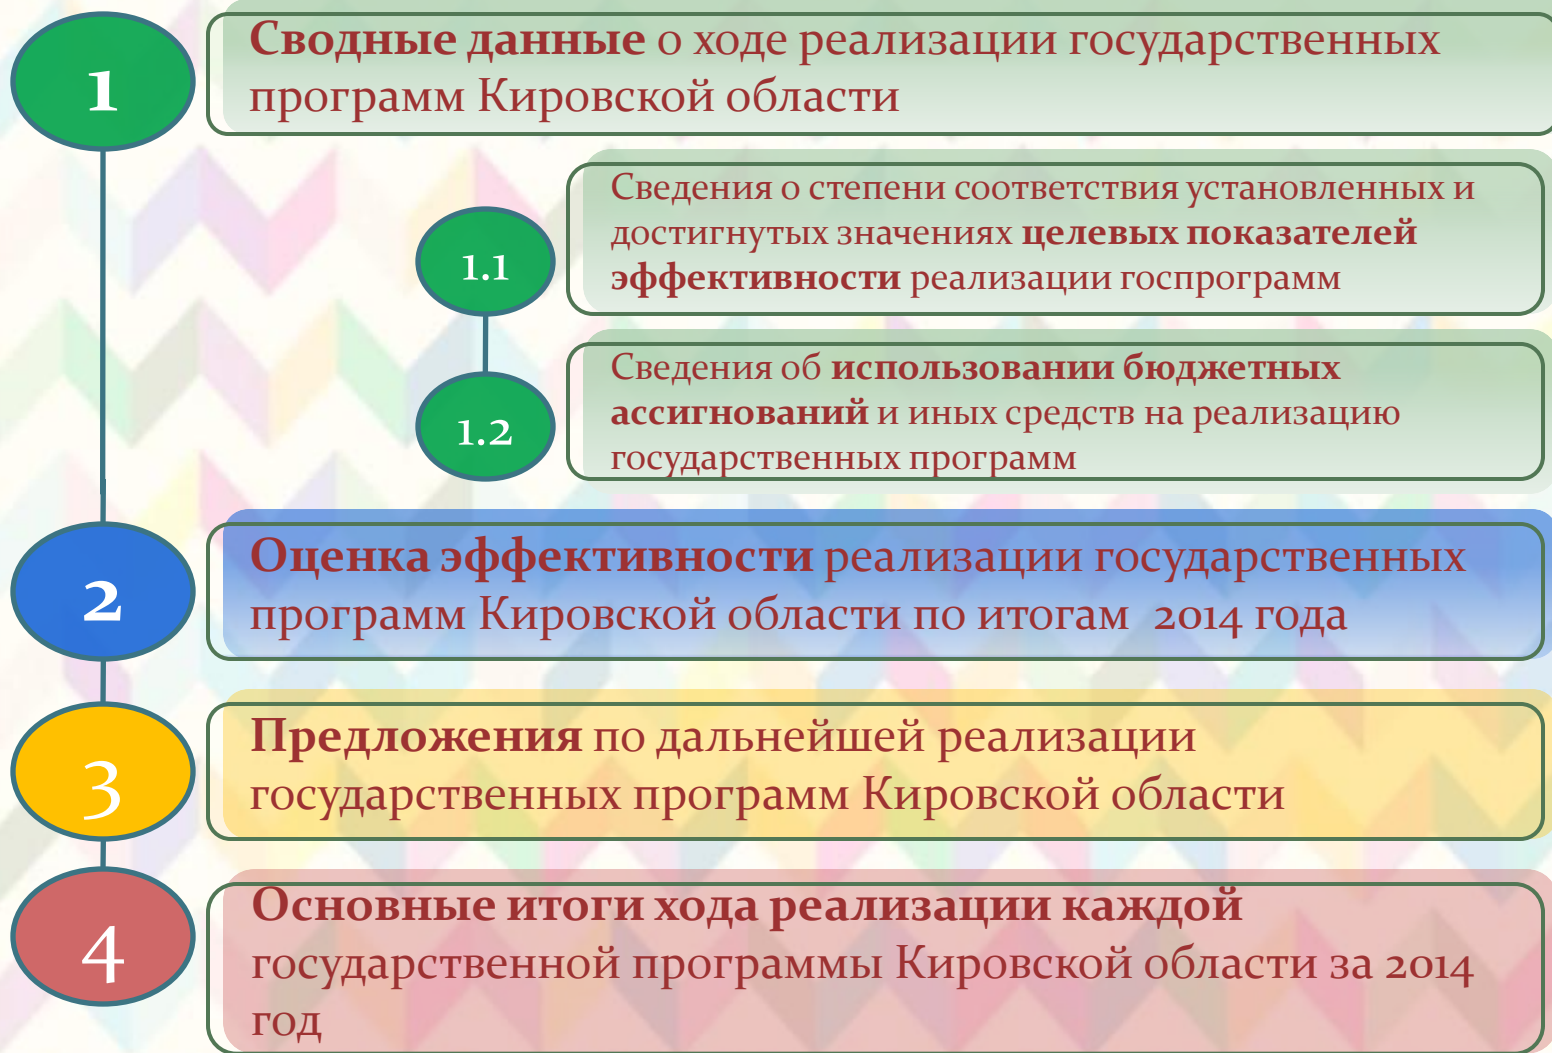 1
Сводные данные о ходе реализации государственных
программ Кировской области
1.1
Сведения о степени соответствия установленных и
достигнутых значениях целевых показателей
эффективности реализации госпрограмм
1.2
Сведения об использовании бюджетных
ассигнований и иных средств на реализацию
государственных программ
2
Оценка эффективности реализации государственных
программ Кировской области по итогам 2014 года
3
Предложения по дальнейшей реализации
государственных программ Кировской области
4
Основные итоги хода реализации каждой
государственной программы Кировской области за 2014
год